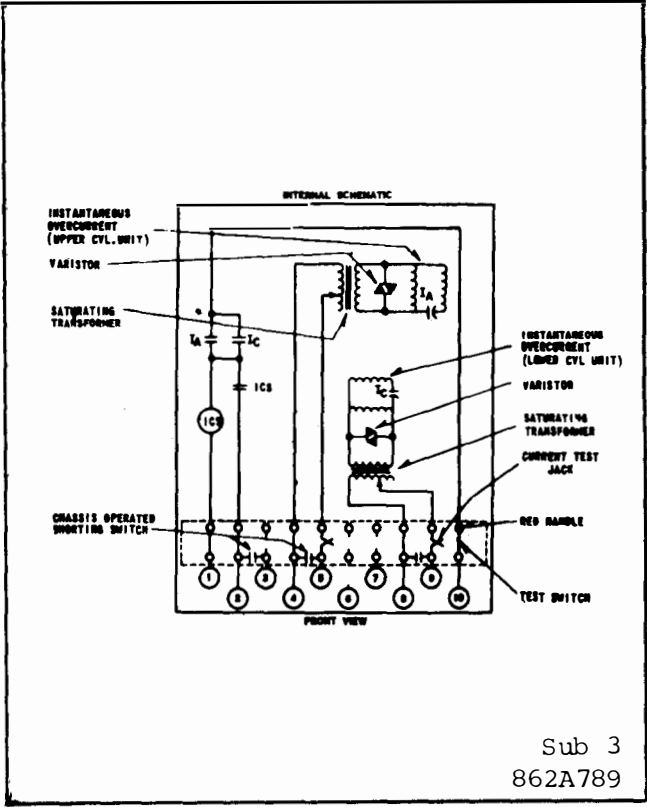 INTERNAL SCHEMATIC
INSTANTANEOUS
OVERCURRENT
(UPPER CYL. UNIT)
VARISTOR
SATURATING
TRANSFORMER
IA
IA
IC
ICS
ICS
IC
INSTANTANEOUS
OVERCURRENT
(LOWER CYL UNIT)
VARISTOR
SATURATING
TRANSFORMER
CURRENT TEST
JACK
CHASSIS OPERATED
SHORTING SWITCH
RED HANDLE
TEST SWITCH
1
3
5
7
9
2
4
6
8
10
FRONT VIEW
Sub 3
862A789